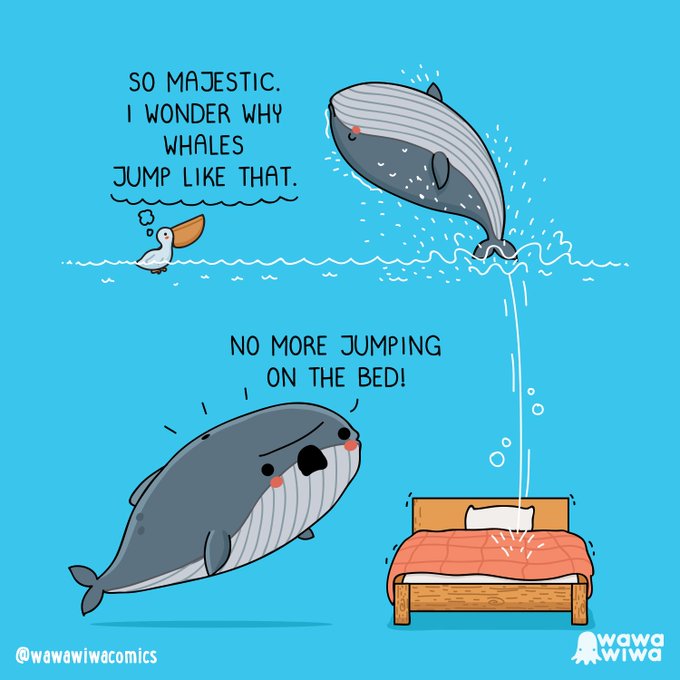 SO MAJESTIC.
I WONDER WHY
WHALES
JUMP LIKE THAT.
NO MORE JUMPING
ON THE BED!
@wawawiwacomics
wawa
wiwa